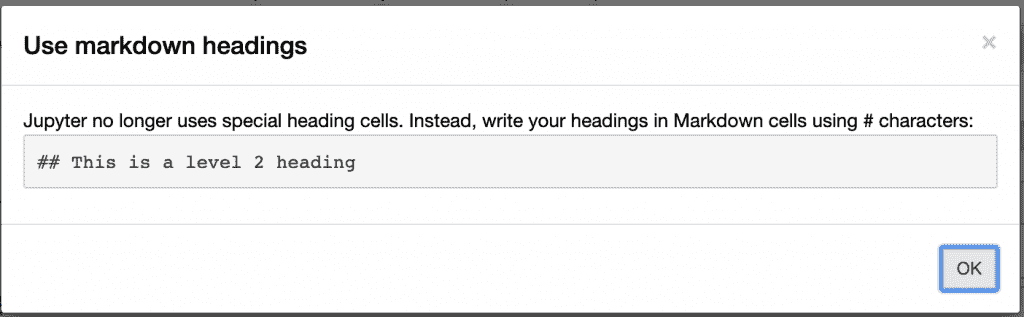 Use markdown headings
×
Jupyter no longer uses special heading cells. Instead, write your headings in Markdown cells using # characters:
## This is a level 2 heading
OK